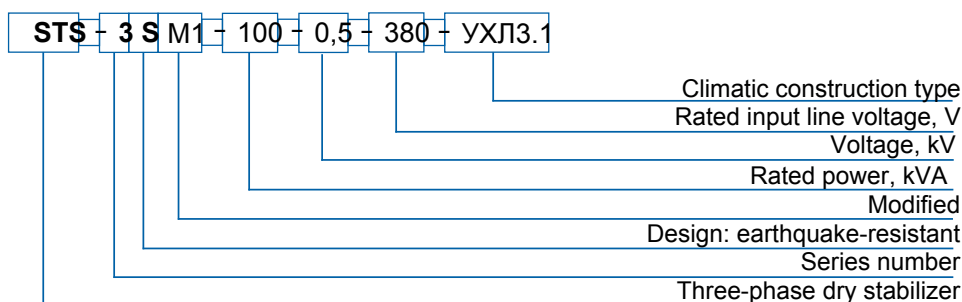 STS - 3 S М1 - 100 - 0,5 - 380 - УХЛ3.1
Climatic construction type
Rated input line voltage, V
Voltage, kV
Rated power, kVA
Modified
Design: earthquake-resistant
Series number
Three-phase dry stabilizer